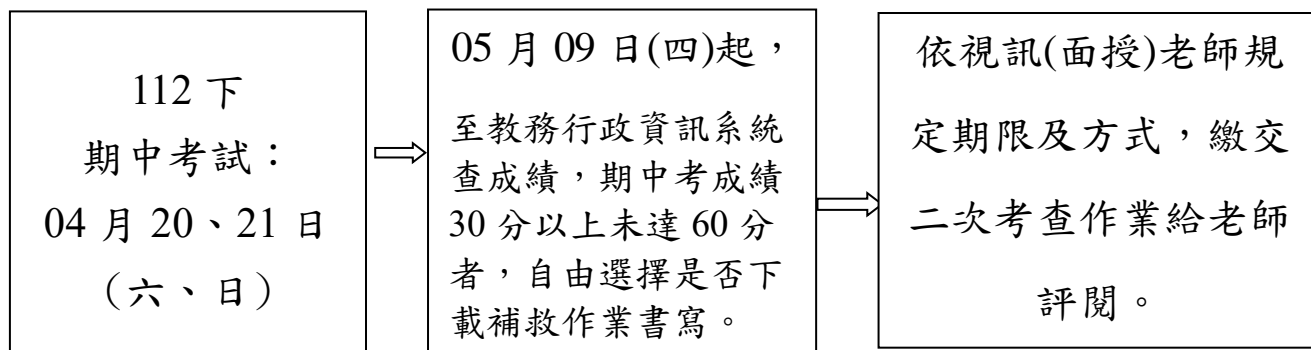 112 下
期中考試：
04 月 20、21 日
（六、日）
05 月 09 日(四)起，
至教務行政資訊系統
查成績，期中考成績
30 分以上未達 60 分
者，自由選擇是否下
載補救作業書寫。
依視訊(面授)老師規
定期限及方式，繳交
二次考查作業給老師
評閱。